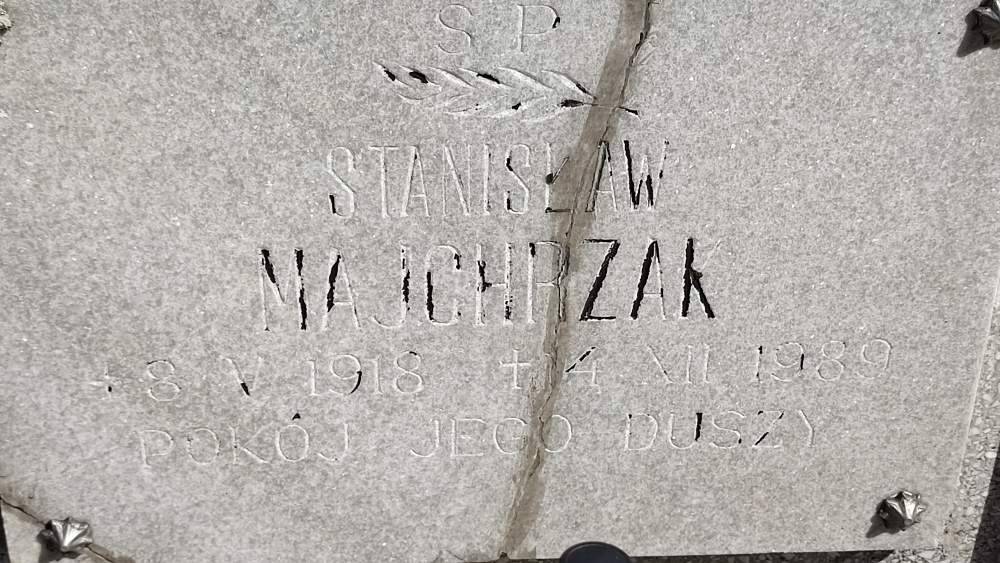 S P
STANISŁAW
MAJCHRZAK
+ 8 V 1918 + 4 XII 1989
POKÓJ JEGO DUSZY